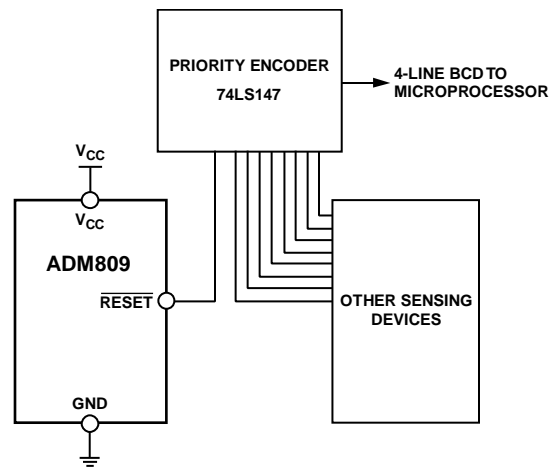 PRIORITY ENCODER
74LS147
4-LINE BCD TO
MICROPROCESSOR
VCC
VCC
ADM809
RESET
GND
OTHER SENSING
DEVICES